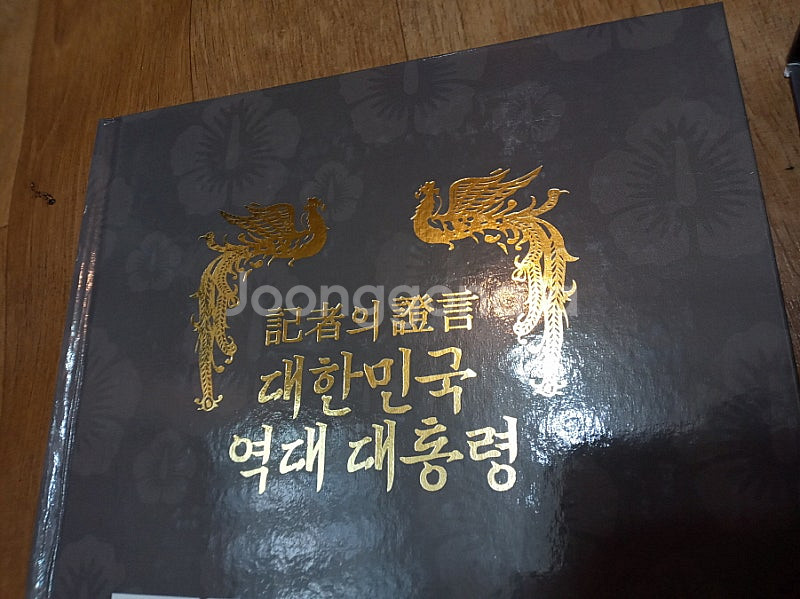 記者의 證言
대한민국
역대 대통령